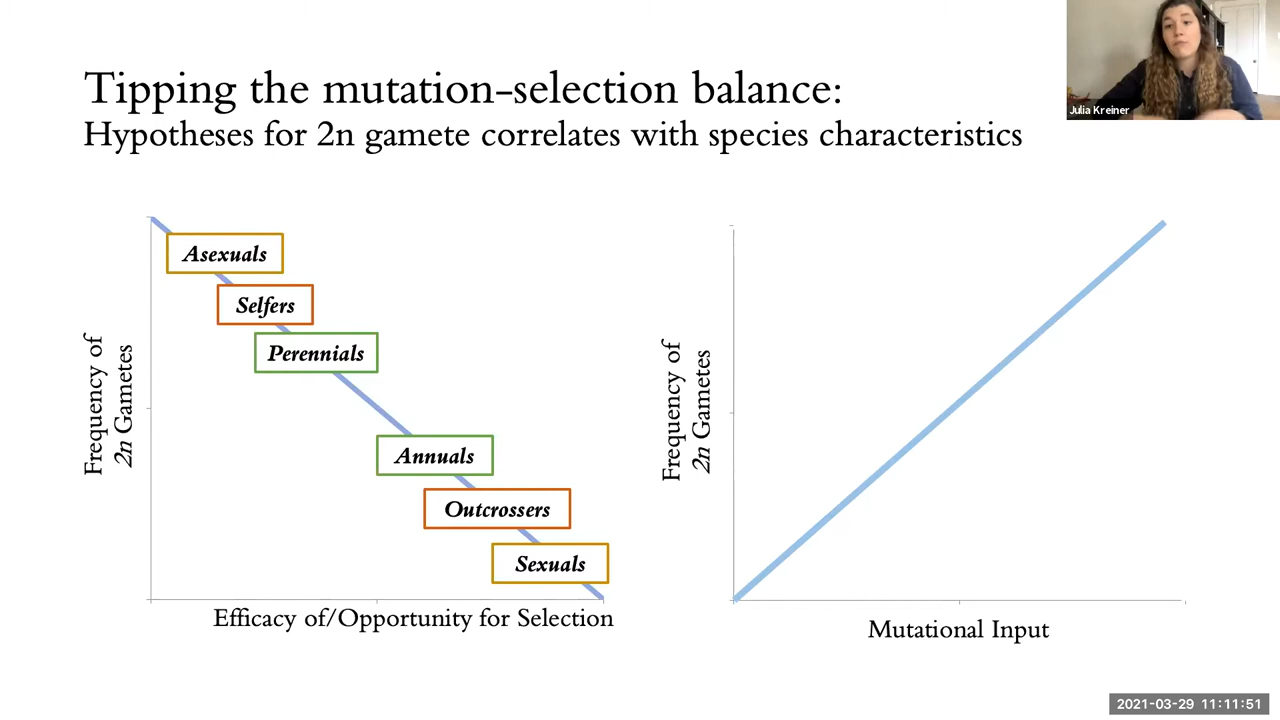 Tipping the mutation-selection balance:
Hypotheses for 2n gamete correlates with species characteristics
Julia Kreiner
Frequency of
2n Gametes
Asexuals
Selfers
Perennials
Annuals
Outcrossers
Sexuals
Efficacy of/Opportunity for Selection
Frequency of
2n Gametes
Mutational Input
2021-03-29 11:11:51